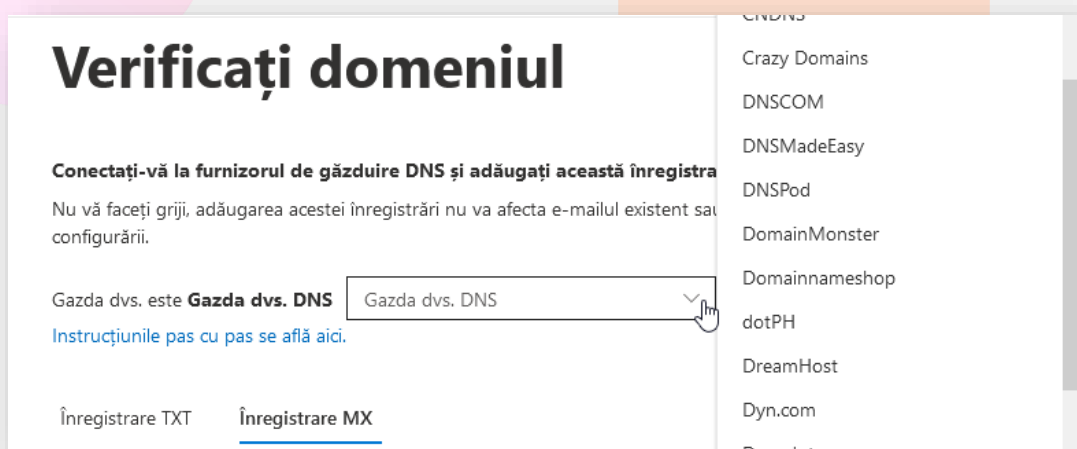 Verificați domeniul
Conectați-vă la furnizorul de găzduire DNS și adăugați această
Nu vă faceți griji, adăugarea acestei înregistrări nu va afecta e-mailul existent
configurării.
Gazda dvs. este Gazda dvs. DNS
Gazda dvs. DNS
Instrucțiunile pas cu pas se află aici.
Înregistrare TXT
Înregistrare MX
CNDNS
Crazy Domains
DNSCOM
DNSMadeEasy
DNSPod
DomainMonster
Domainnameshop
dotPH
DreamHost
Dyn.com